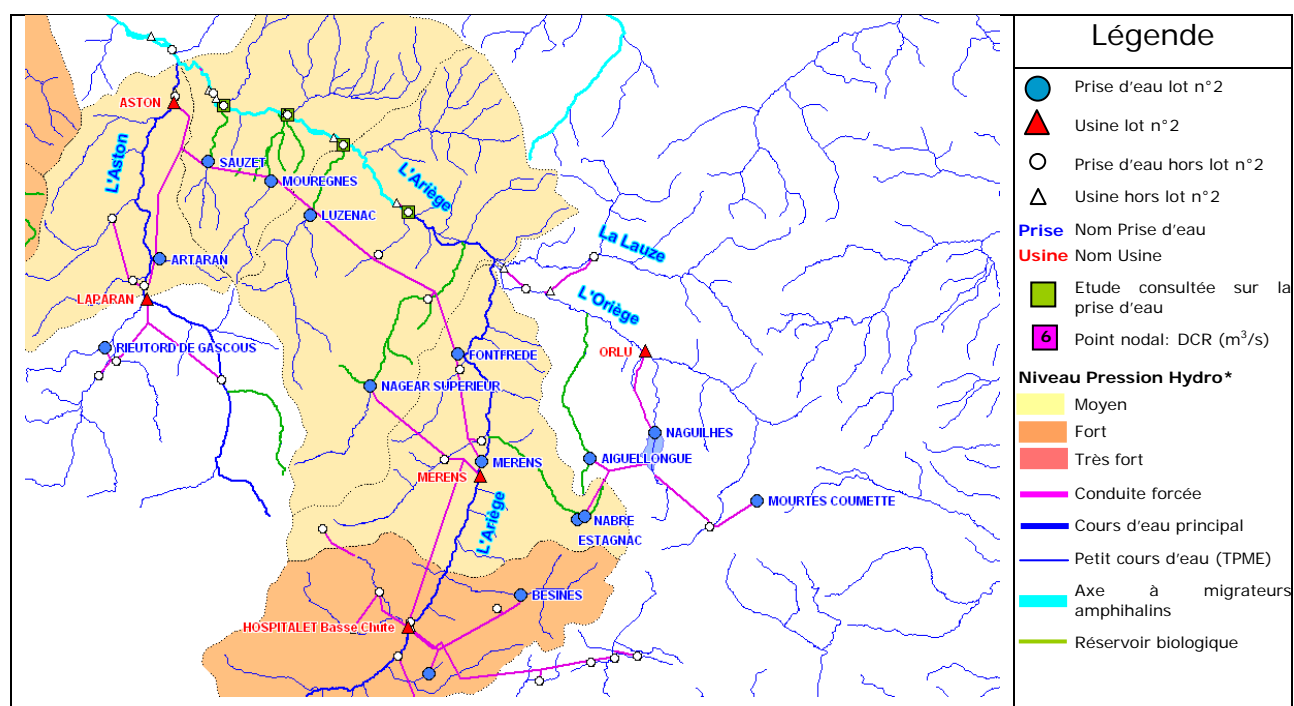 ASTON
L'Aston
SAUZET
MOUREGNES
L'Ariège
LUZENAC
La Lauze
ARTARAN
LAPARAN
L'Oriège
RIEUTORD DE GASCOUS
FONTFREDE
ORLU
NAGEAR SUPERIEUR
NAGUILHES
MERENS
AIGUELLONGUE
MERENS
MOURTES COUMETTE
L'Ariège
NABRE
ESTAGNAC
BESINES
HOSPITALET Basse Chute
Légende
Prise d'eau lot n°2
Usine lot n°2
Prise d'eau hors lot n°2
Usine hors lot n°2
Prise Nom Prise d'eau
Usine Nom Usine
Etude consultée sur la
prise d'eau
6 Point nodal: DCR (m³/s)
Niveau Pression Hydro*
Moyen
Fort
Très fort
Conduite forcée
Cours d'eau principal
Petit cours d'eau (TPME)
Axe à migrateurs
amphihalins
Réservoir biologique